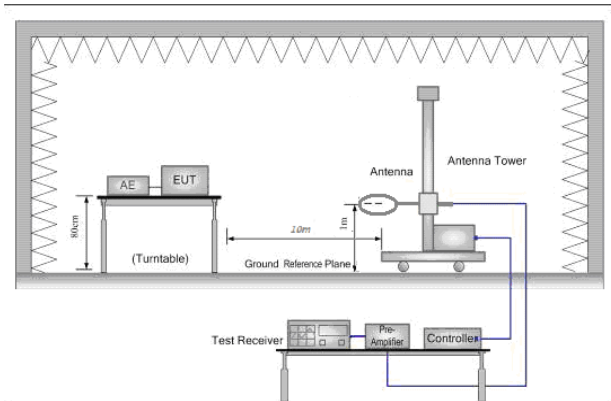 Antenna
Antenna Tower
AE
EUT
80cm
(Turntable)
10m
1m
Ground Reference Plane
Test Receiver
Pre-
Amplifier
Controller